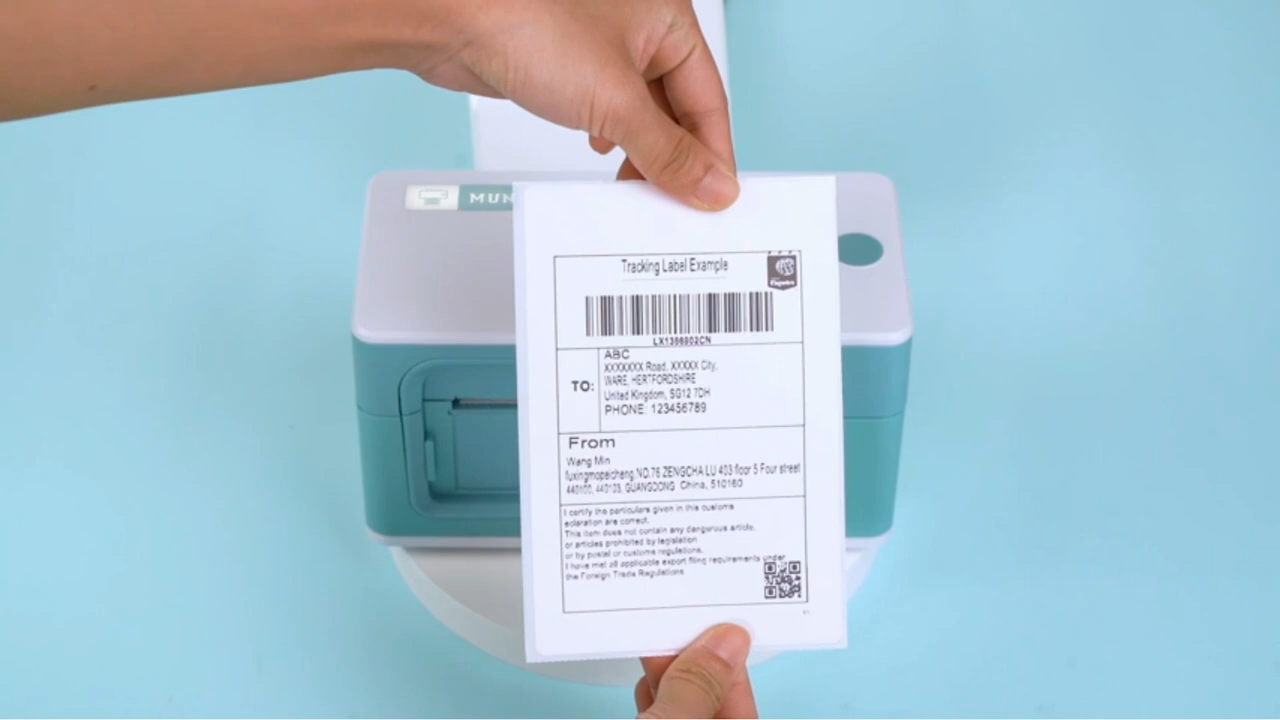 MUN
Tracking Label Example
LX1366802CN
ABC
XXXXXXX Road, XXXXX City,
TO:
WARE, HERTFORDSHIRE
United Kingdom, SG12 7DH
PHONE: 123456789
From
Wang Min
fuxingmopaicheng,NO.76 ZENGCHA LU 403 floor 5 Four street
440100, 440103, GUANGDONG China, 510160
I certify the particulars given in this customs
eclaration are correct.
This item does not contain any dangerous article,
or articles prohibited by legislation
or by postal or customs regulations.
I have met all applicable export filing requirements under
the Foreign Trade Regulations